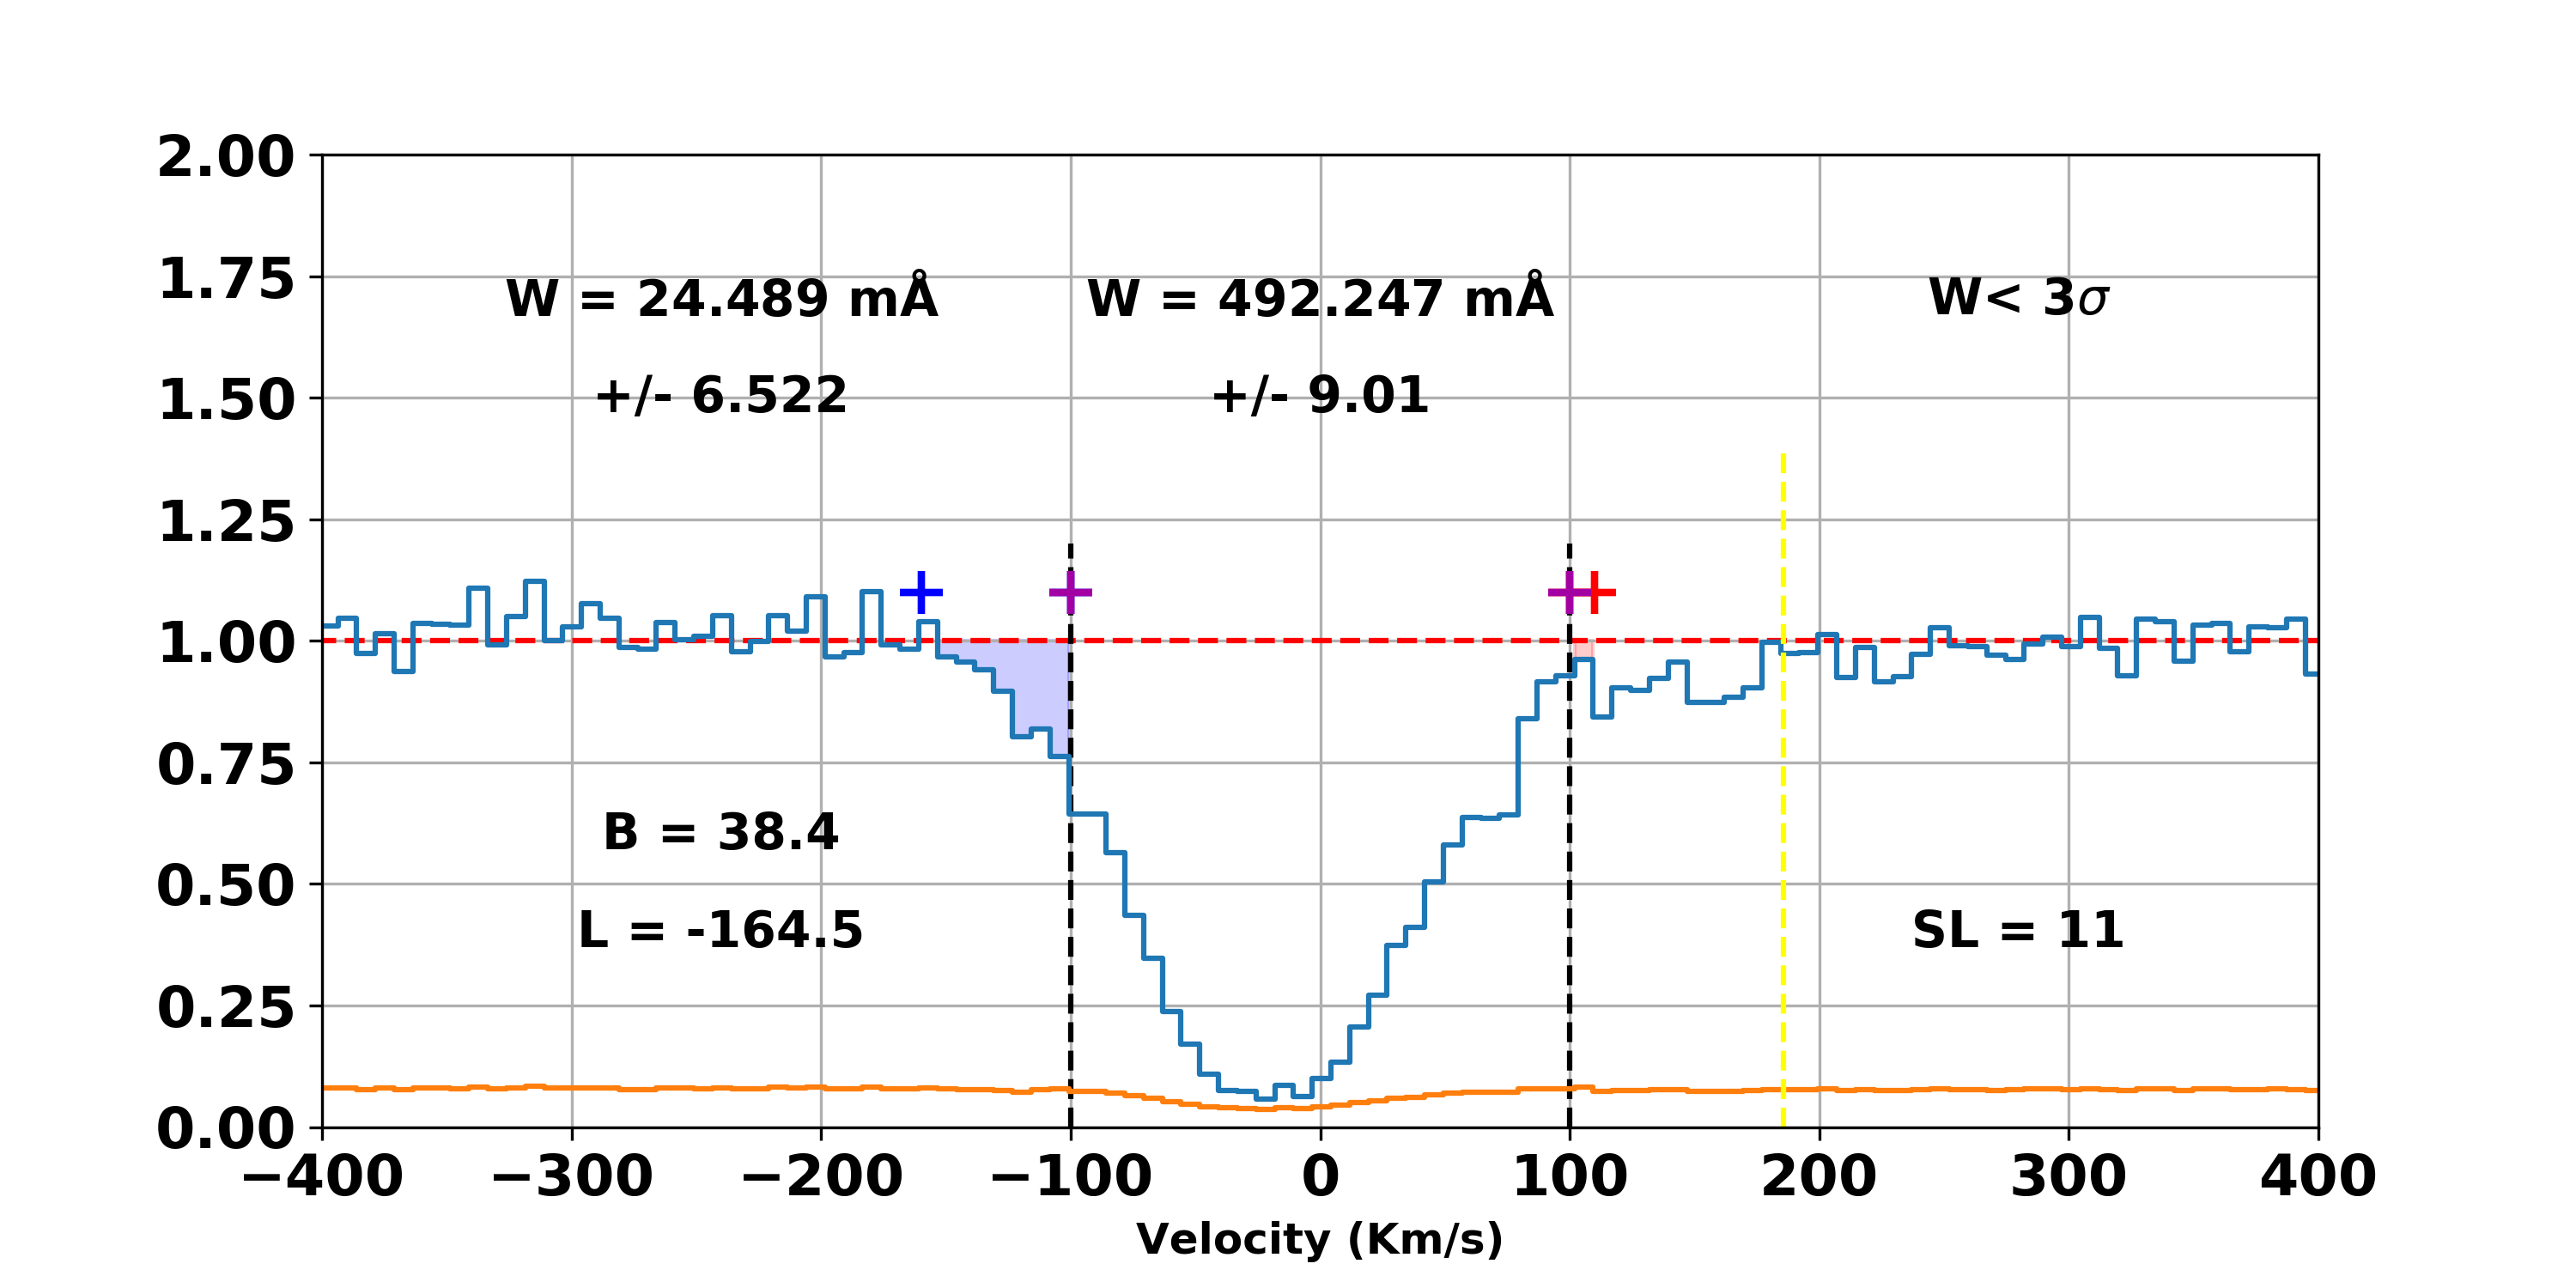 2.00
1.75
1.50
1.25
1.00
0.75
0.50
0.25
0.00
W = 24.489 mÅ
+/- 6.522
W = 492.247 mÅ
+/- 9.01
W< 3σ
B = 38.4
L = -164.5
SL = 11
−400 −300 −200 −100 0 100 200 300 400
Velocity (Km/s)